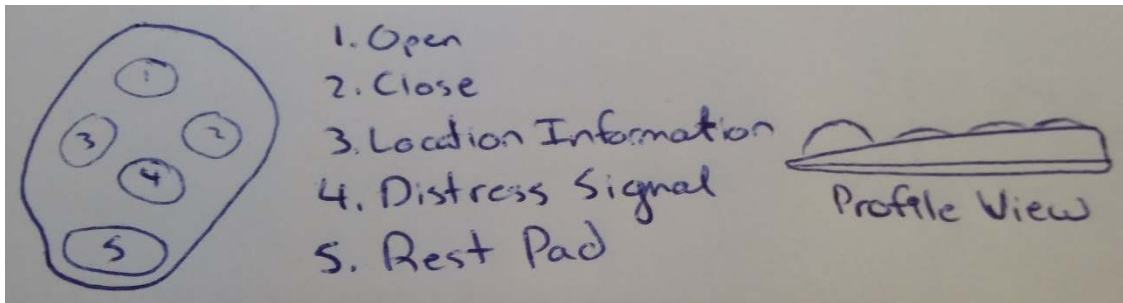 1
3
2
4
5
1. Open
2. Close
3. Location Information
4. Distress Signal
5. Rest Pad
Profile View